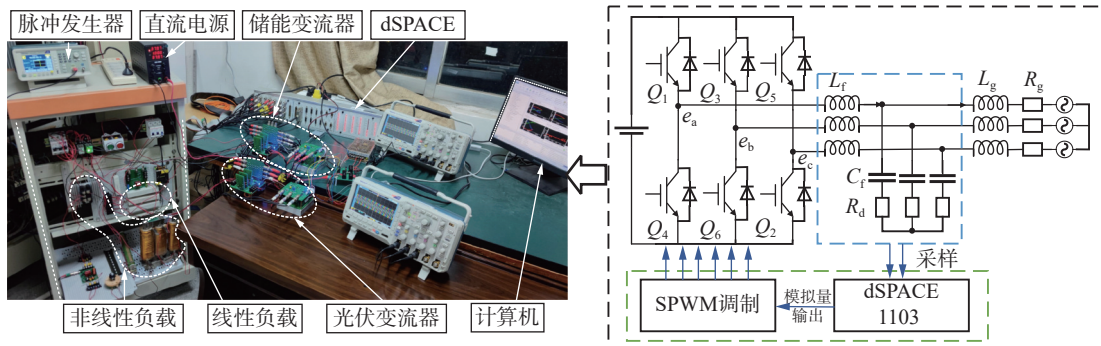 脉冲发生器
直流电源
储能变流器
dSPACE
非线性负载
线性负载
光伏变流器
计算机
Q1
Q3
Q5
Lf
Lg
Rg
ea
eb
ec
Cf
Rd
Q4
Q6
Q2
采样
SPWM调制
模拟量
输出
dSPACE
1103